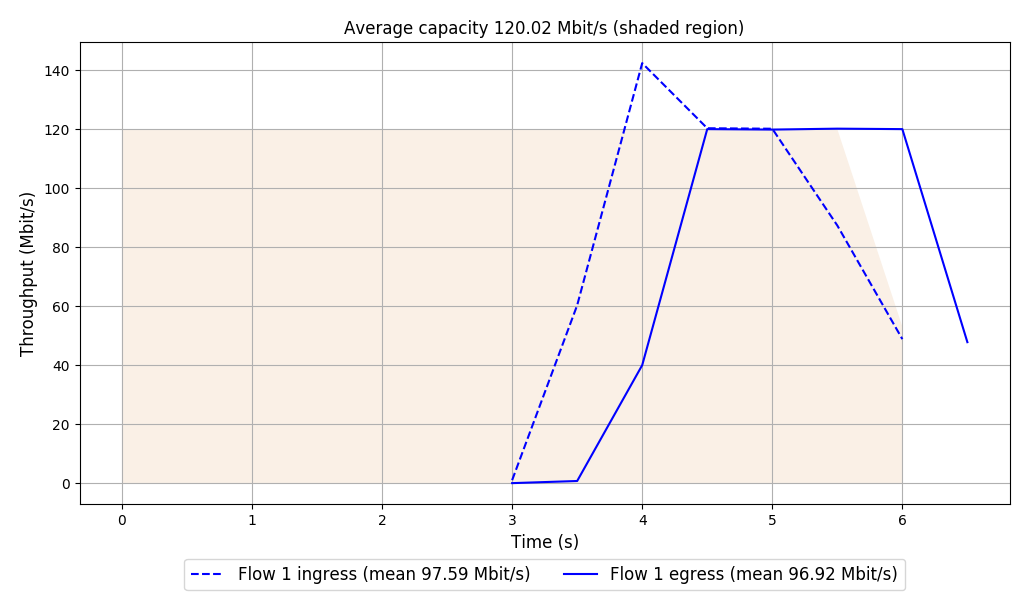 Average capacity 120.02 Mbit/s (shaded region)
Throughput (Mbit/s)
140
120
100
80
60
40
20
0
0 1 2 3 4 5 6
Time (s)
Flow 1 ingress (mean 97.59 Mbit/s) Flow 1 egress (mean 96.92 Mbit/s)